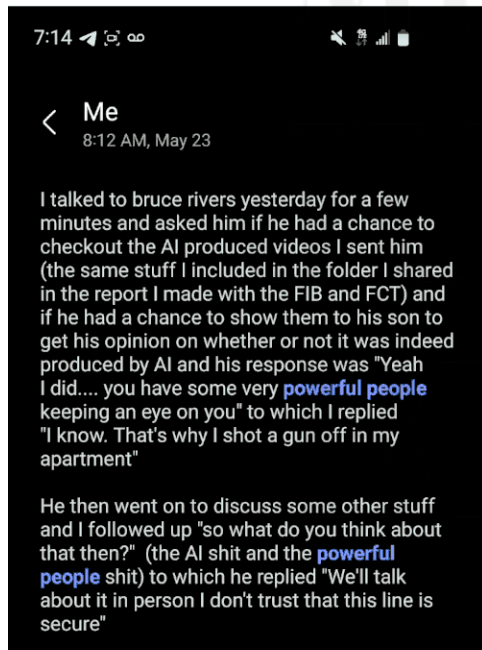 7:14
Me
8:12 AM, May 23
I talked to bruce rivers yesterday for a few
minutes and asked him if he had a chance to
checkout the AI produced videos I sent him
(the same stuff I included in the folder I shared
in the report I made with the FIB and FCT) and
if he had a chance to show them to his son to
get his opinion on whether or not it was indeed
produced by AI and his response was "Yeah
I did.... you have some very powerful people
keeping an eye on you" to which I replied
"I know. That's why I shot a gun off in my
apartment"
He then went on to discuss some other stuff
and I followed up "so what do you think about
that then?"  (the AI shit and the powerful
people shit) to which he replied "We'll talk
about it in person I don't trust that this line is
secure"